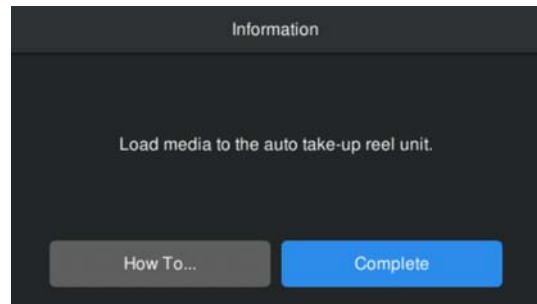 Information
Load media to the auto take-up reel unit.
How To...
Complete